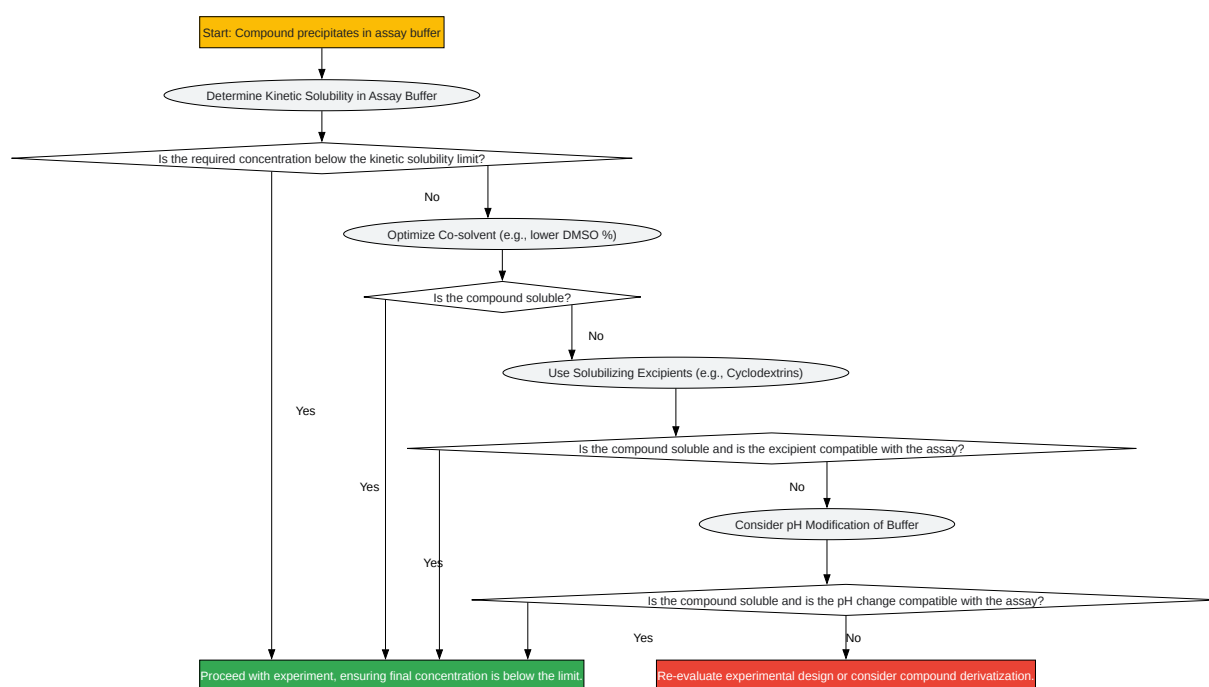 Start: Compound precipitates in assay buffer
Determine Kinetic Solubility in Assay Buffer
Is the required concentration below the kinetic solubility limit?
No
Optimize Co-solvent (e.g., lower DMSO %)
Is the compound soluble?
No
Use Solubilizing Excipients (e.g., Cyclodextrins)
Yes
Is the compound soluble and is the excipient compatible with the assay?
Yes
No
Consider pH Modification of Buffer
Yes
Is the compound soluble and is the pH change compatible with the assay?
Yes
No
Proceed with experiment, ensuring final concentration is below the limit.
Re-evaluate experimental design or consider compound derivatization.